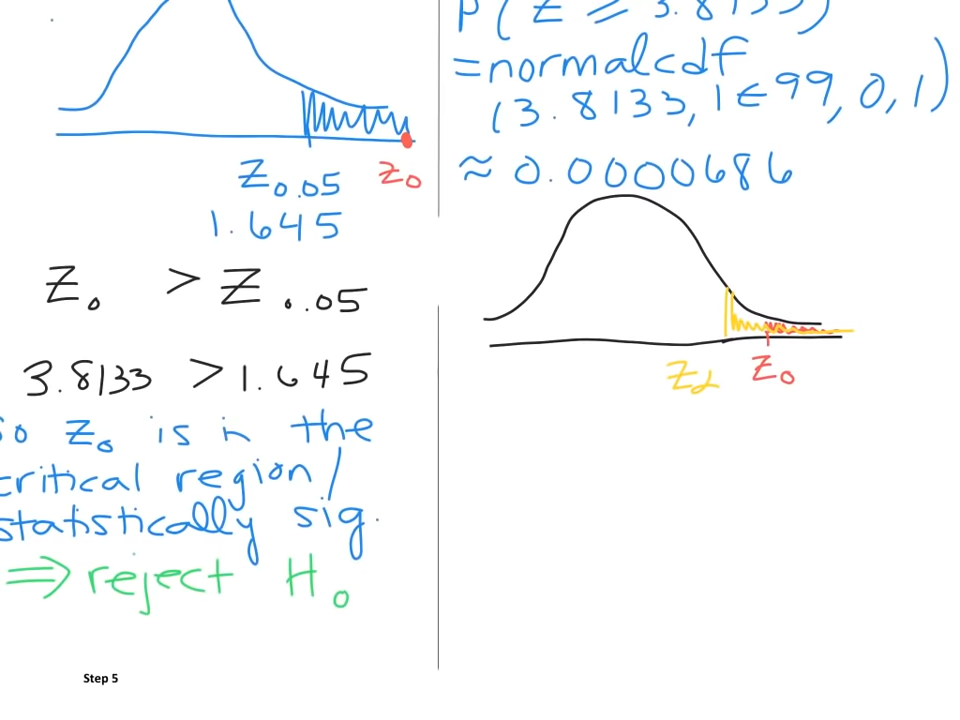 Z0.05 Z0
1.645
Z0 > Z0.05
3.8133 > 1.645
so Z0 is in the
critical region/
statistically sig.
⇒ reject H0
P(Z ≥ 3.8133)
=normalcdf
(3.8133, 1E99, 0, 1)
≈ 0.0000686
Zα Z0
Step 5